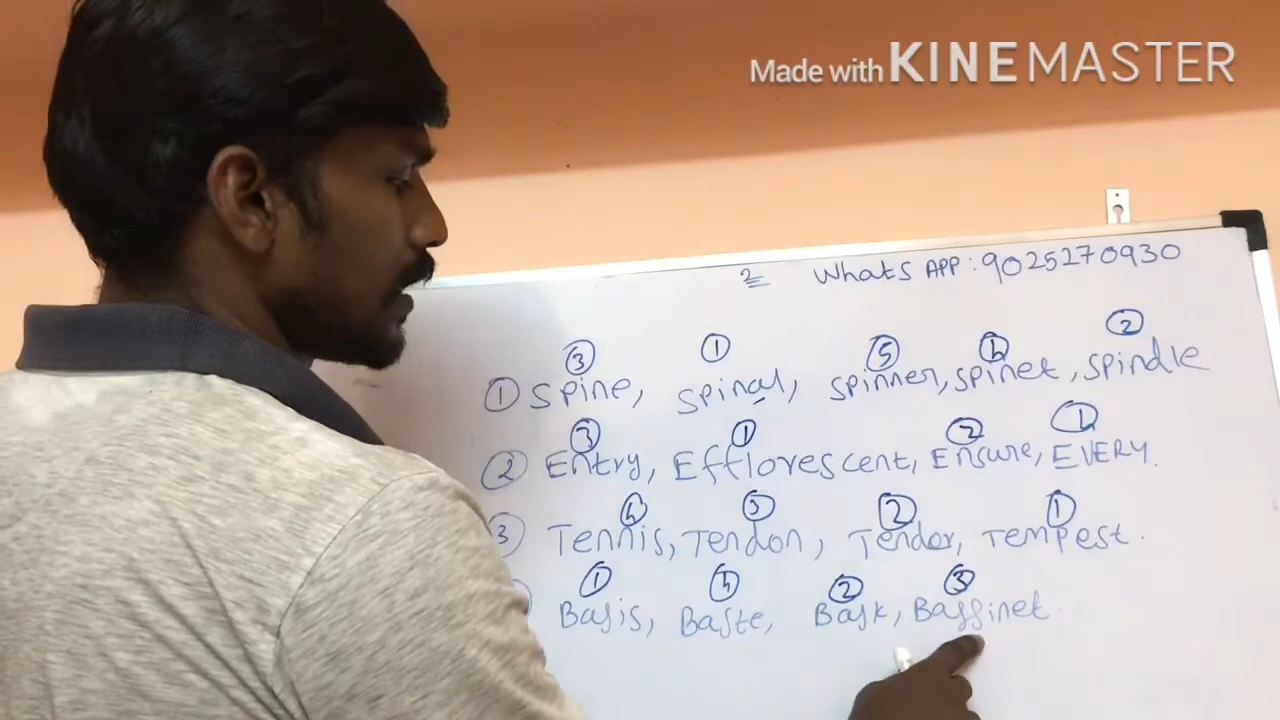 Made with KINEMASTER
2 Whats APP : 9025270930
3 1 5 4 2
1 Spine, Spinal, Spinner, Spinet, Spindle
3 1 2 1
2 Entry, Efflorescent, Ensure, EVERY.
4 3 2 1
3 Tennis, Tendon, Tender, Tempest.
1 4 2 3
Basis, Baste, Bask, Bassinet